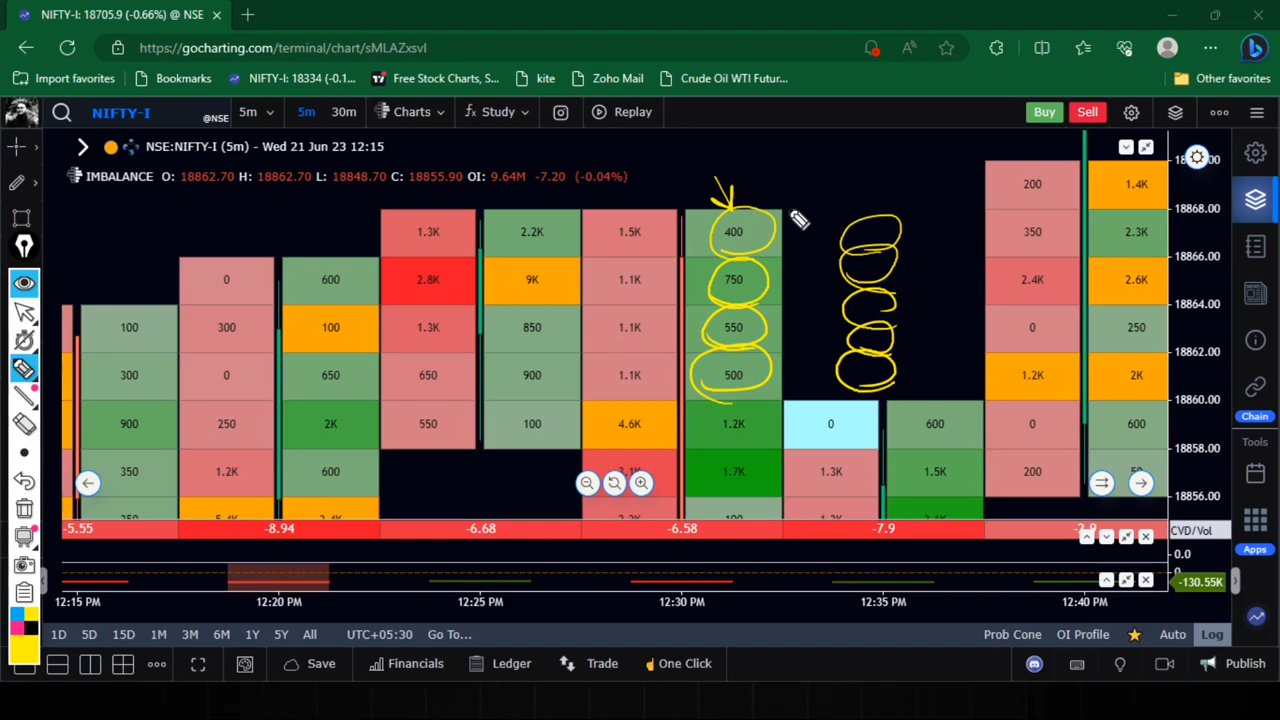 NIFTY-I: 18705.9 (-0.66%) @ NSE
https://gocharting.com/terminal/chart/sMLAZxsvI
Import favorites Bookmarks NIFTY-I: 18334 (-0.1... Free Stock Charts, S... kite Zoho Mail Crude Oil WTI Futur... Other favorites
NIFTY-I @NSE 5m 5m 30m Charts fx Study Replay Buy Sell
NSE:NIFTY-I (5m) - Wed 21 Jun 23 12:15
IMBALANCE O: 18862.70 H: 18862.70 L: 18848.70 C: 18855.90 OI: 9.64M -7.20 (-0.04%)
200 1.4K
1.3K 2.2K 1.5K 400 350 2.3K 18868.00
0 600 2.8K 9K 1.1K 750 2.4K 2.6K 18866.00
100 300 100 1.3K 850 1.1K 550 0 250 18864.00
300 0 650 650 900 1.1K 500 1.2K 2K 18862.00
900 250 2K 550 100 4.6K 1.2K 0 600 0 600 18860.00
350 1.2K 600 1.7K 1.3K 1.5K 200 18858.00
18856.00
-5.55 -8.94 -6.68 -6.58 -7.9 CVD/Vol
0.0
-130.55K
12:15 PM 12:20 PM 12:25 PM 12:30 PM 12:35 PM 12:40 PM
1D 5D 15D 1M 3M 6M 1Y 5Y All UTC+05:30 Go To... Prob Cone OI Profile Auto Log
Save Financials Ledger Trade One Click Publish
Chain
Tools
Apps